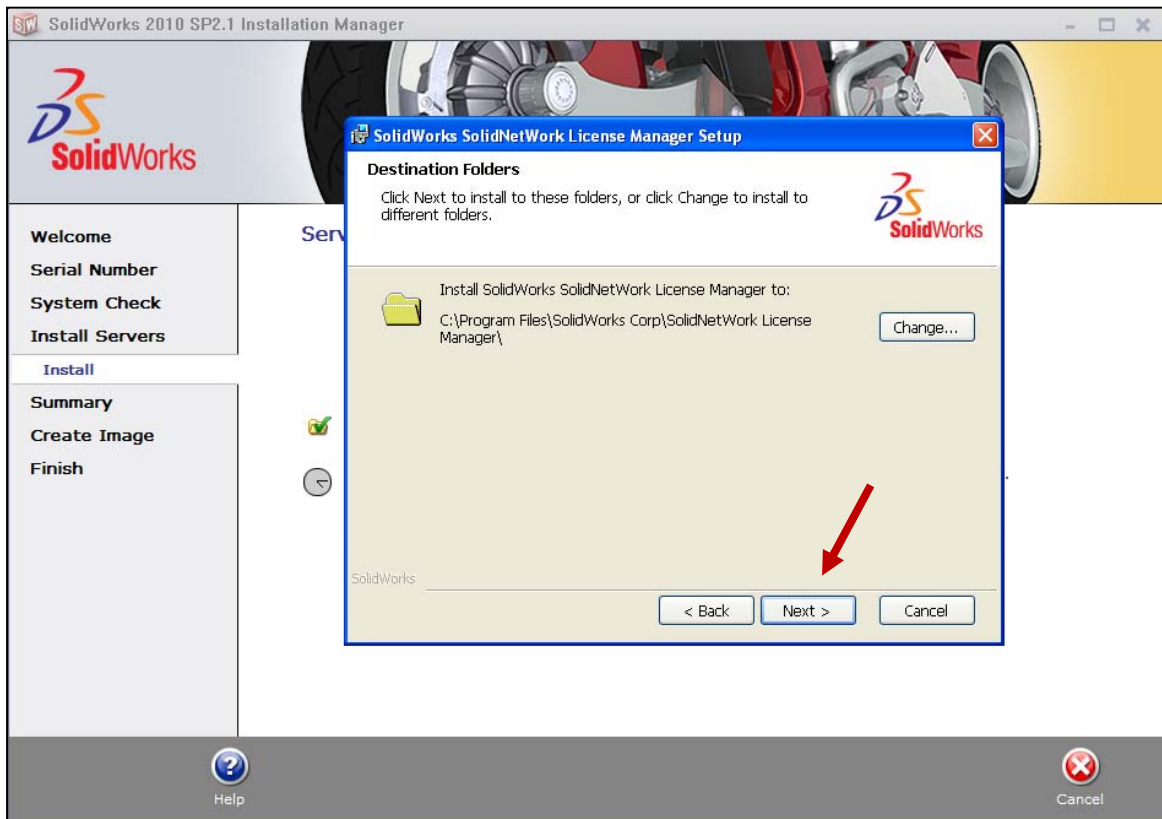 SolidWorks 2010 SP2.1 Installation Manager
SolidWorks
Welcome
Serial Number
System Check
Install Servers
Install
Summary
Create Image
Finish
Serv
SolidWorks SolidNetWork License Manager Setup
Destination Folders
Click Next to install to these folders, or click Change to install to
different folders.
SolidWorks
Install SolidWorks SolidNetWork License Manager to:
C:\Program Files\SolidWorks Corp\SolidNetWork License
Manager\
Change...
SolidWorks
< Back
Next >
Cancel
Help
Cancel